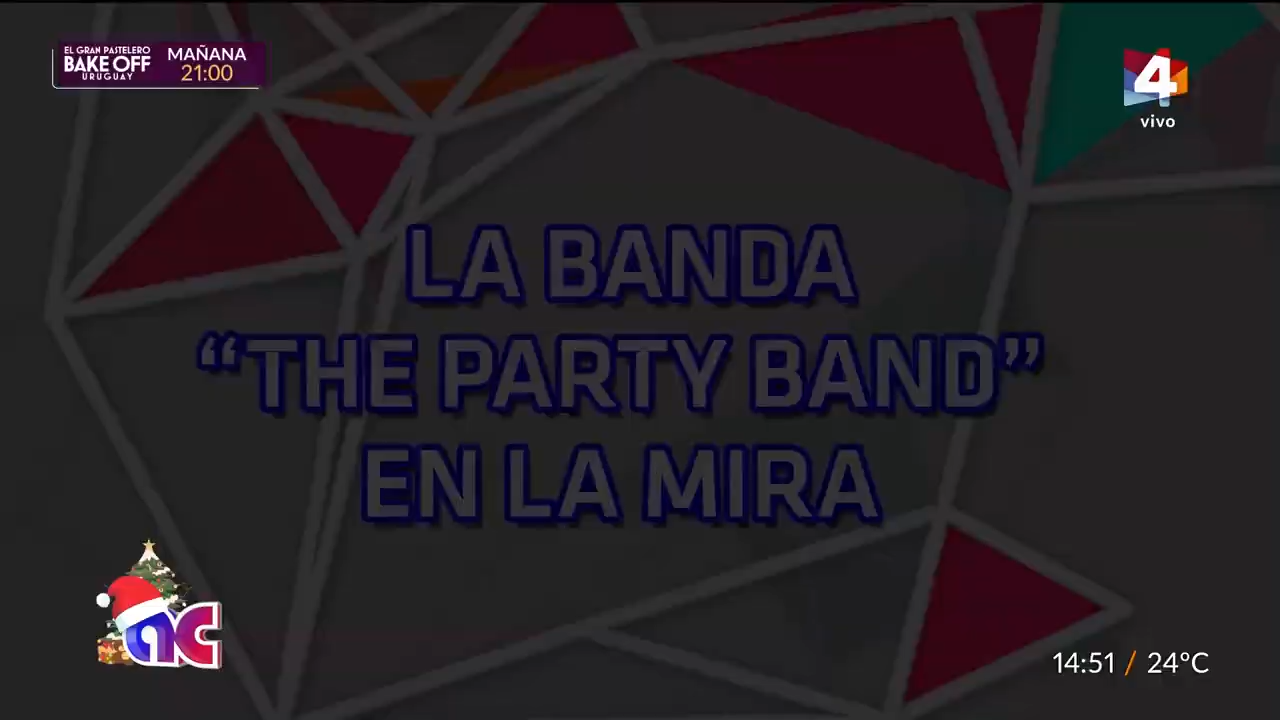 EL GRAN PASTELERO
BAKE OFF
URUGUAY
MAÑANA
21:00
4
vivo
LA BANDA
“THE PARTY BAND”
EN LA MIRA
ac
14:51 / 24°C